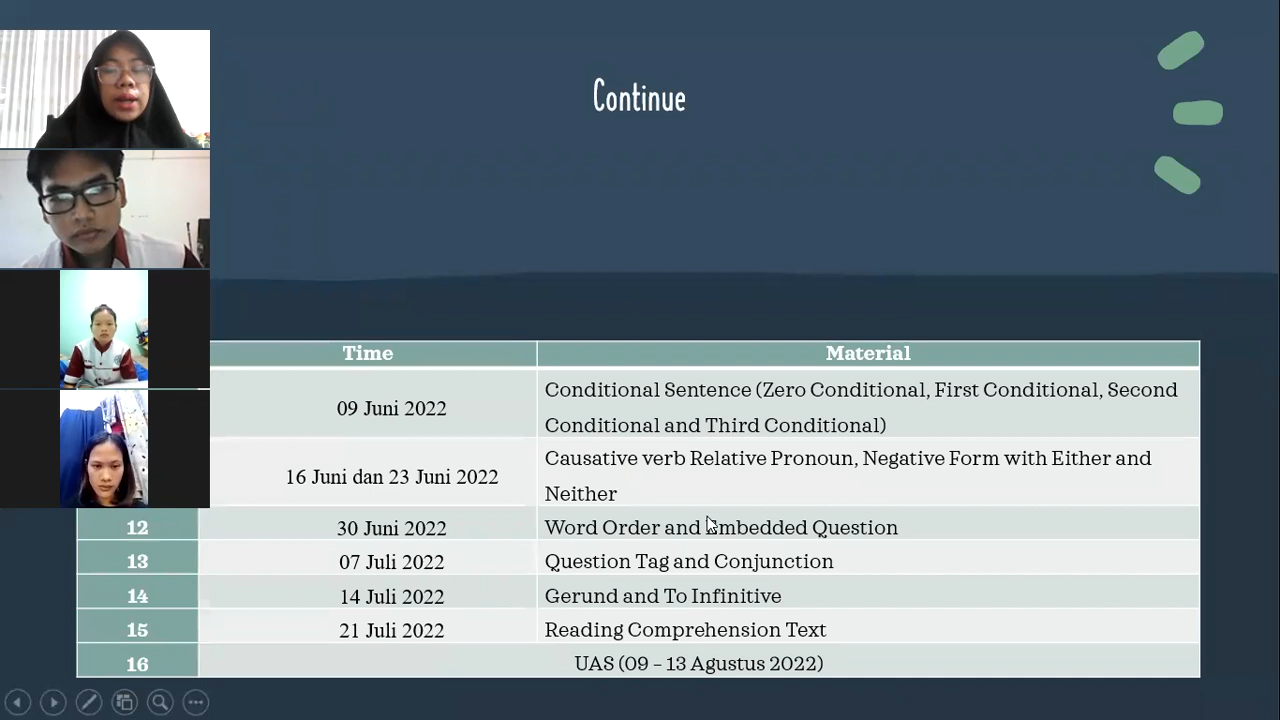 Continue
Time Material
09 Juni 2022 Conditional Sentence (Zero Conditional, First Conditional, Second
Conditional and Third Conditional)
16 Juni dan 23 Juni 2022 Causative verb Relative Pronoun, Negative Form with Either and
Neither
12 30 Juni 2022 Word Order and Embedded Question
13 07 Juli 2022 Question Tag and Conjunction
14 14 Juli 2022 Gerund and To Infinitive
15 21 Juli 2022 Reading Comprehension Text
16 UAS (09 – 13 Agustus 2022)